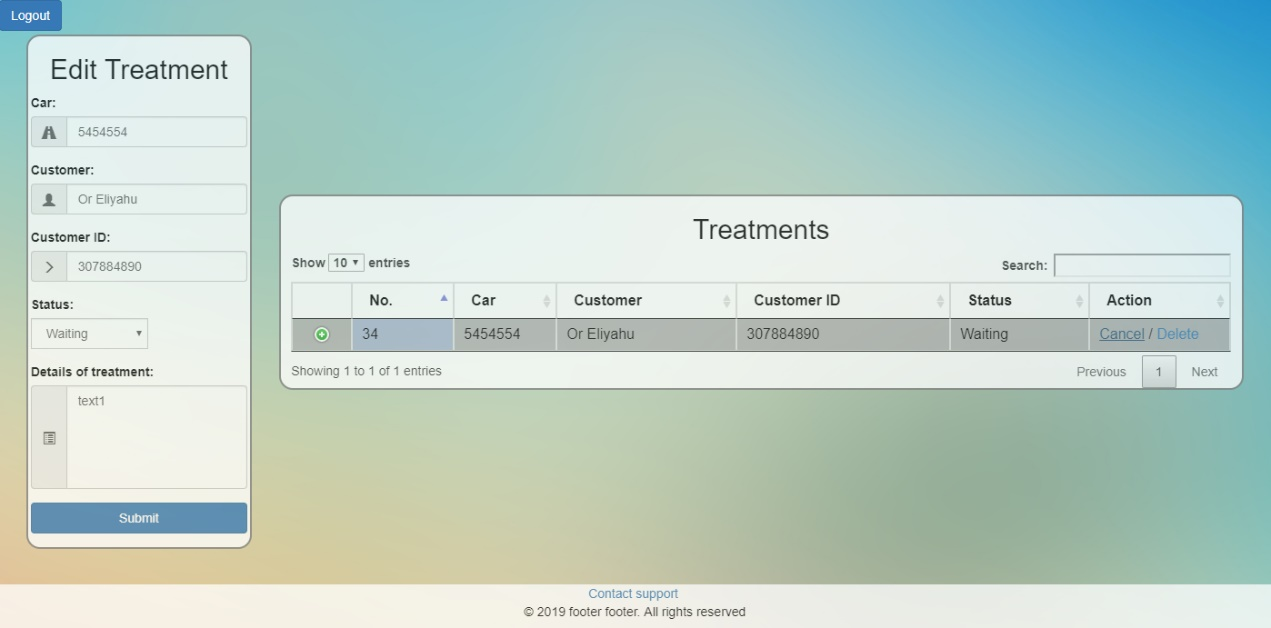 Logout
Edit Treatment
Car:
5454554
Customer:
Or Eliyahu
Customer ID:
307884890
Status:
Waiting
Details of treatment:
text1
Submit
Treatments
Show 10 entries
Search:
No. Car Customer Customer ID Status Action
34 5454554 Or Eliyahu 307884890 Waiting Cancel / Delete
Showing 1 to 1 of 1 entries
Previous 1 Next
Contact support
© 2019 footer footer. All rights reserved